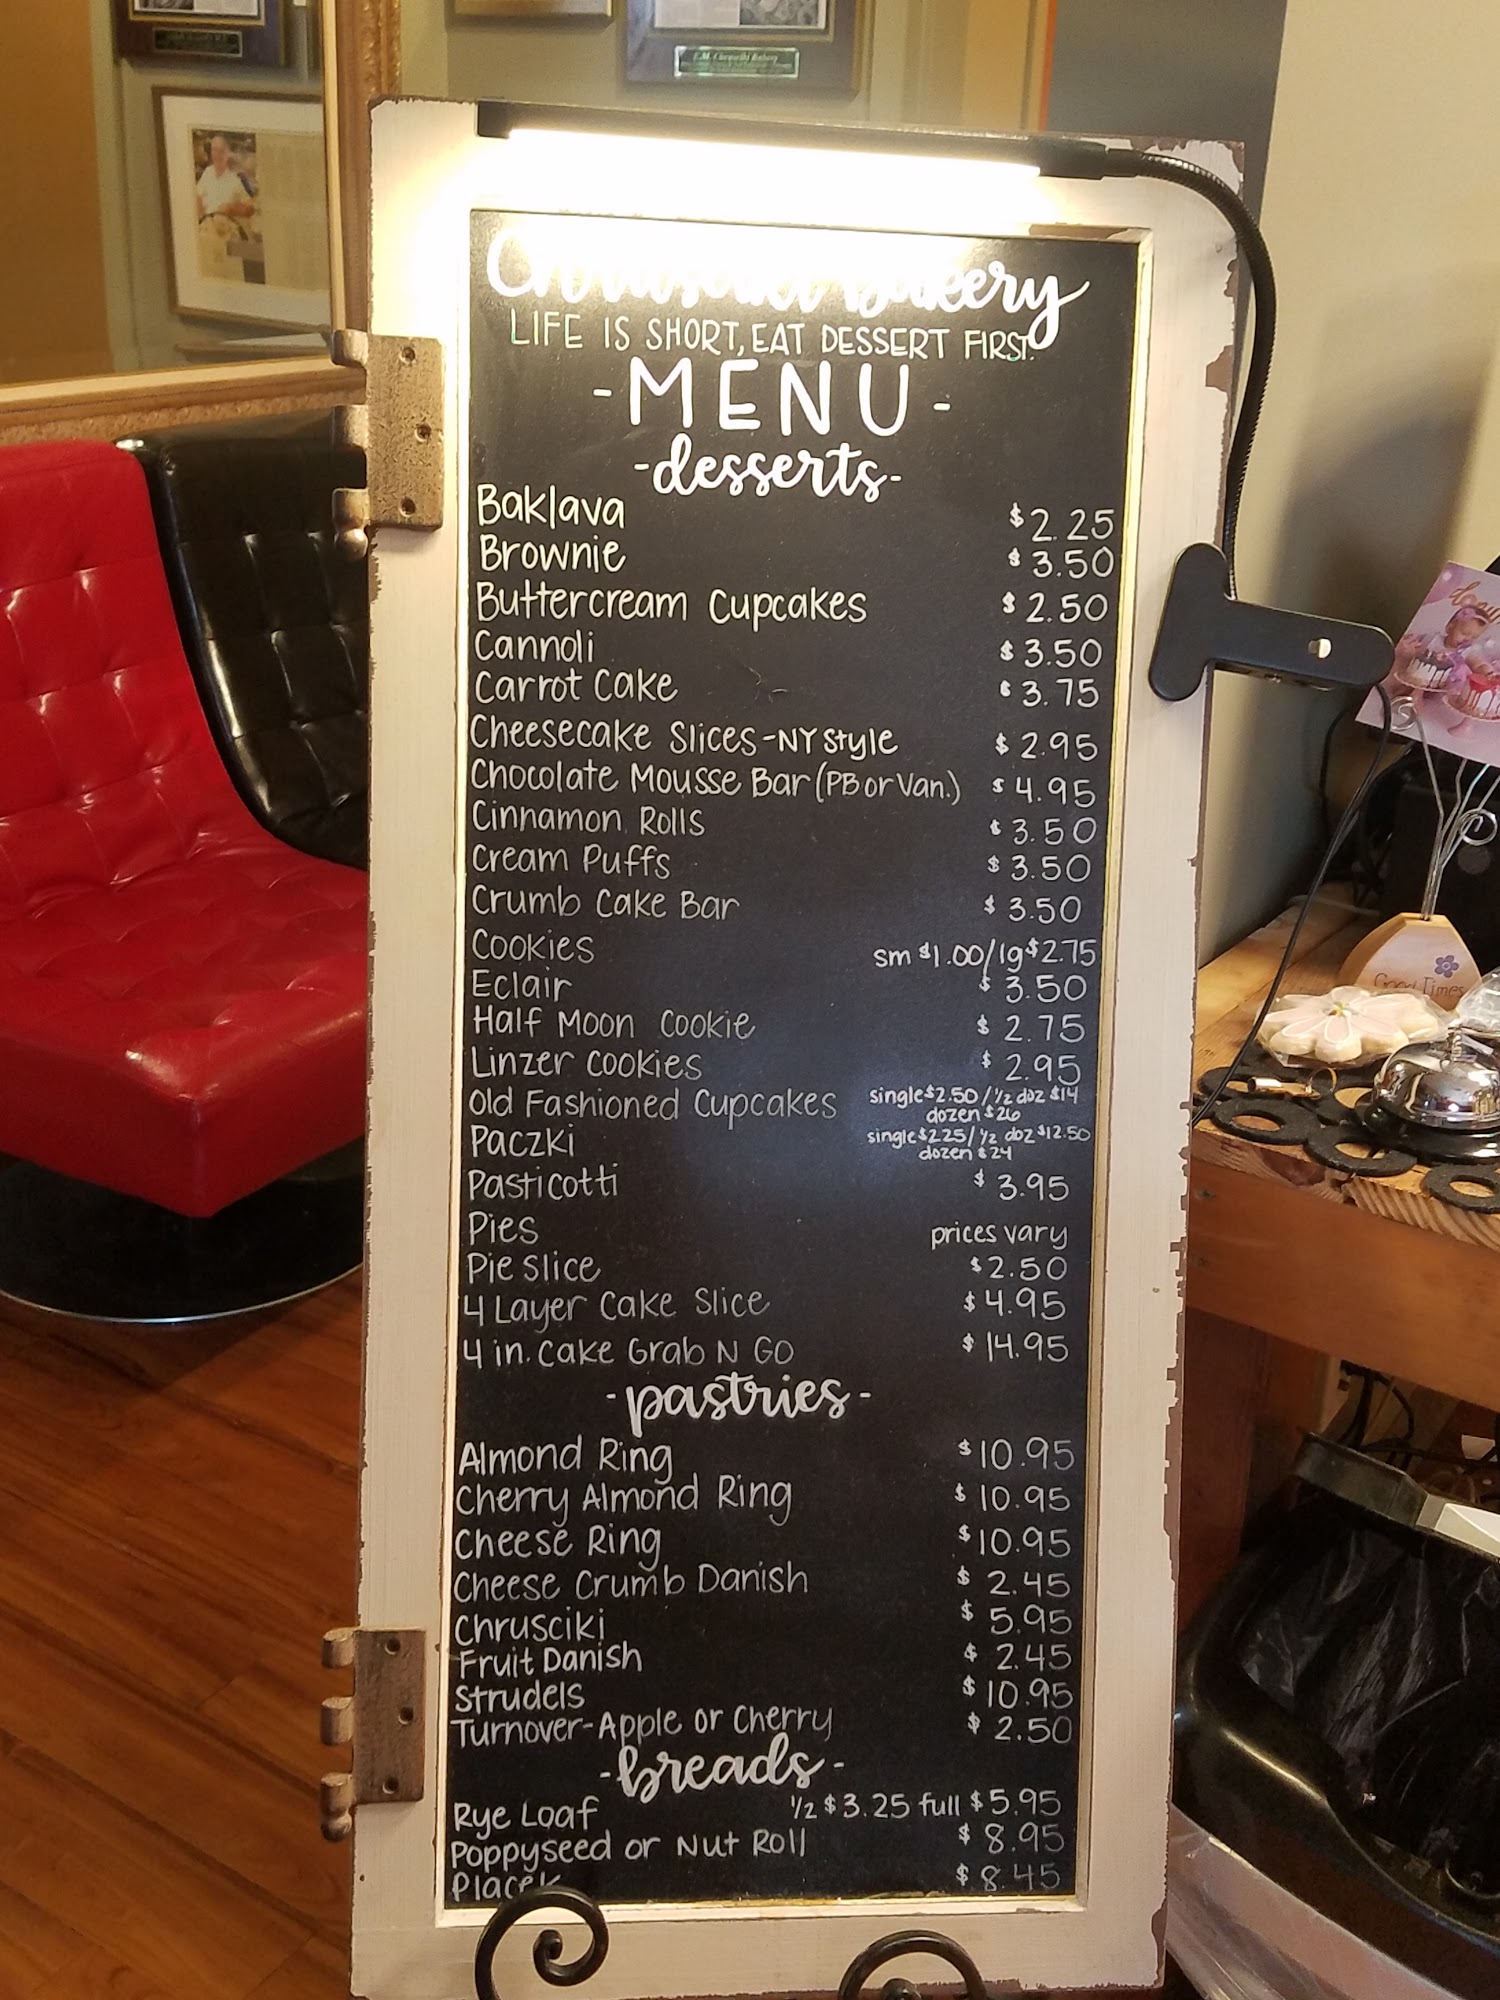 E.M. Chrusciki Bakery
Chrusciki Bakery
LIFE IS SHORT, EAT DESSERT FIRST.
- MENU -
- desserts -
Baklava $2.25
Brownie $3.50
Buttercream Cupcakes $2.50
Cannoli $3.50
Carrot Cake $3.75
Cheesecake Slices - NY Style $2.95
Chocolate Mousse Bar (PB or Van.) $4.95
Cinnamon Rolls $3.50
Cream Puffs $3.50
Crumb Cake Bar $3.50
Cookies sm $1.00/lg $2.75
Eclair $3.50
Half Moon Cookie $2.75
Linzer Cookies $2.95
Old Fashioned Cupcakes single $2.50 / 1/2 doz $14
dozen $26
Paczki single $2.25 / 1/2 doz $12.50
dozen $24
Pasticotti $3.95
Pies prices vary
Pie Slice $2.50
4 Layer Cake Slice $4.95
4 in. Cake Grab N Go $14.95
- pastries -
Almond Ring $10.95
Cherry Almond Ring $10.95
Cheese Ring $10.95
Cheese Crumb Danish $2.45
Chrusciki $5.95
Fruit Danish $2.45
Strudels $10.95
Turnover - Apple or Cherry $2.50
- breads -
Rye Loaf 1/2 $3.25 full $5.95
Poppyseed or Nut Roll $8.95
Placek $8.45
Good Times